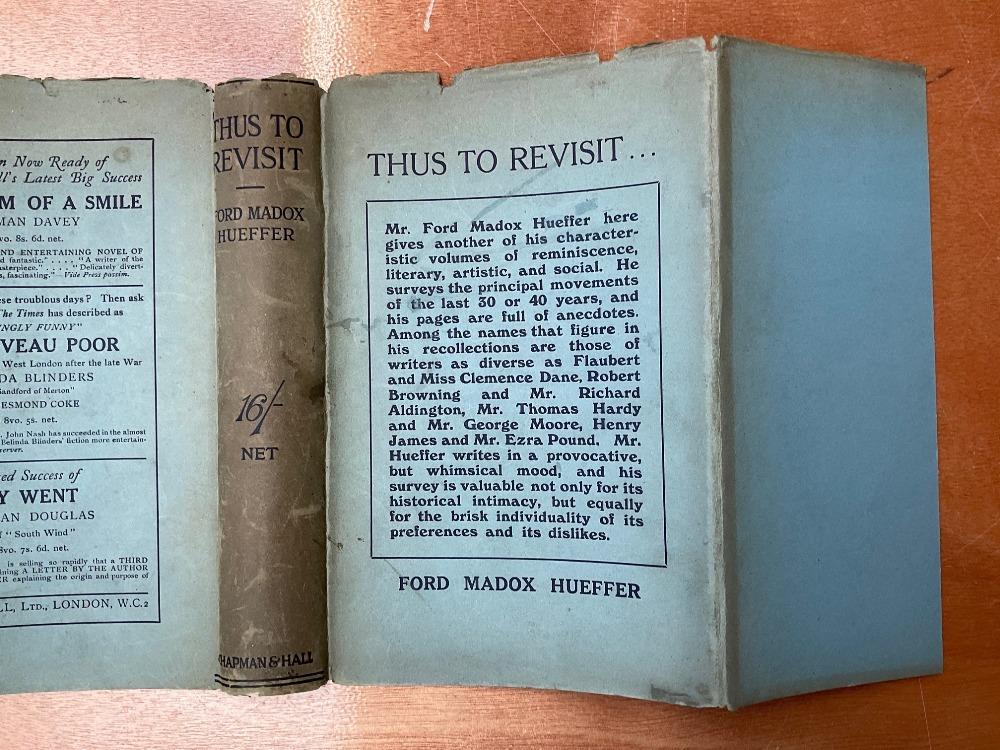 n Now Ready of
ll's Latest Big Success
M OF A SMILE
MAN DAVEY
vo. 8s. 6d. net.
ND ENTERTAINING NOVEL OF
d fantastic." . . . . "A writer of the
asterpiece." . . . . "Delicately divert-
s, fascinating." Vide Press passim.
ese troublous days? Then ask
The Times has described as
NGLY FUNNY"
VEAU POOR
West London after the late War
DA BLINDERS
Sandford of Merton"
ESMOND COKE
8vo. 5s. net.
. John Nash has succeeded in the almost
Belinda Blinders' fiction more entertain-
server.
ed Success of
Y WENT
AN DOUGLAS
f "South Wind"
8vo. 7s. 6d. net.
is selling so rapidly that a THIRD
ining A LETTER BY THE AUTHOR
ER explaining the origin and purpose of
LL, LTD., LONDON, W.C.2
THUS TO
REVISIT
FORD MADOX
HUEFFER
16/-
NET
CHAPMAN & HALL
THUS TO REVISIT...
Mr. Ford Madox Hueffer here
gives another of his character-
istic volumes of reminiscence,
literary, artistic, and social. He
surveys the principal movements
of the last 30 or 40 years, and
his pages are full of anecdotes.
Among the names that figure in
his recollections are those of
writers as diverse as Flaubert
and Miss Clemence Dane, Robert
Browning and Mr. Richard
Aldington, Mr. Thomas Hardy
and Mr. George Moore, Henry
James and Mr. Ezra Pound. Mr.
Hueffer writes in a provocative,
but whimsical mood, and his
survey is valuable not only for its
historical intimacy, but equally
for the brisk individuality of its
preferences and its dislikes.
FORD MADOX HUEFFER